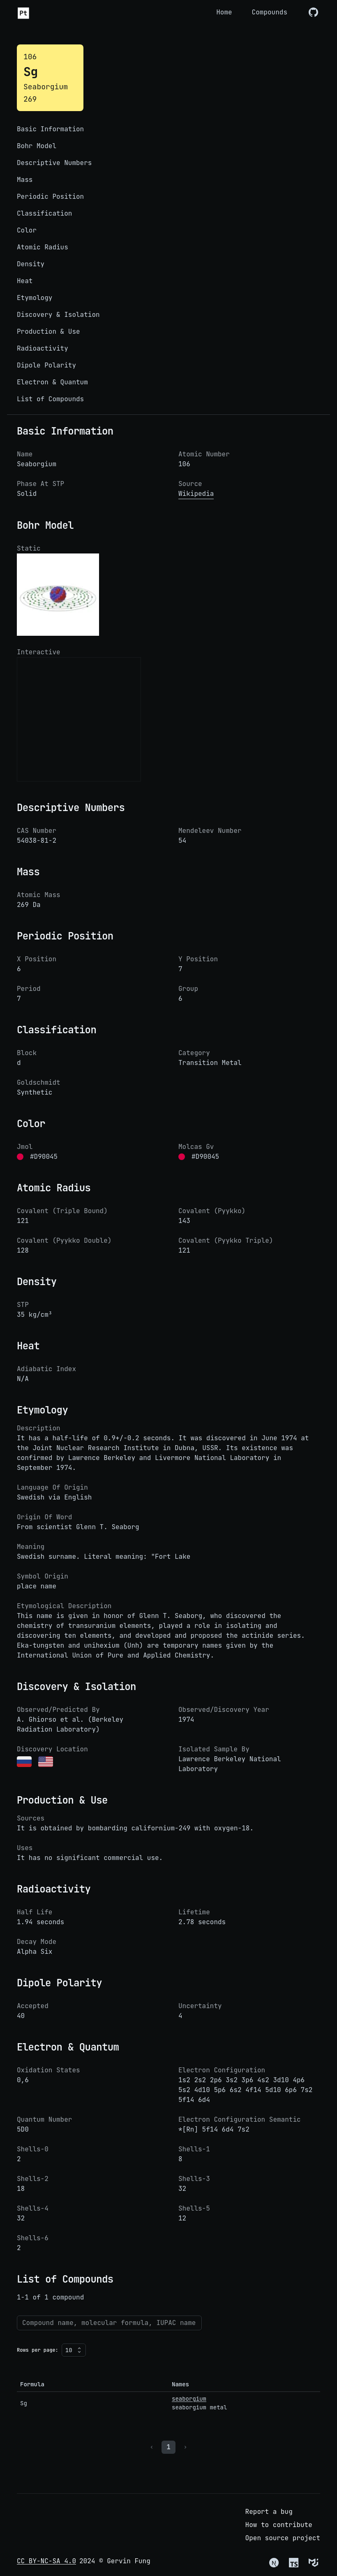 Pt
Home
Compounds
106
Sg
Seaborgium
269
Basic Information
Bohr Model
Descriptive Numbers
Mass
Periodic Position
Classification
Color
Atomic Radius
Density
Heat
Etymology
Discovery & Isolation
Production & Use
Radioactivity
Dipole Polarity
Electron & Quantum
List of Compounds
Basic Information
Name
Seaborgium
Atomic Number
106
Phase At STP
Solid
Source
Wikipedia
Bohr Model
Static
Interactive
Descriptive Numbers
CAS Number
54038-81-2
Mendeleev Number
54
Mass
Atomic Mass
269 Da
Periodic Position
X Position
6
Y Position
7
Period
7
Group
6
Classification
Block
d
Category
Transition Metal
Goldschmidt
Synthetic
Color
Jmol
#D90045
Molcas Gv
#D90045
Atomic Radius
Covalent (Triple Bound)
121
Covalent (Pyykko)
143
Covalent (Pyykko Double)
128
Covalent (Pyykko Triple)
121
Density
STP
35 kg/cm³
Heat
Adiabatic Index
N/A
Etymology
Description
It has a half-life of 0.9+/-0.2 seconds. It was discovered in June 1974 at
the Joint Nuclear Research Institute in Dubna, USSR. Its existence was
confirmed by Lawrence Berkeley and Livermore National Laboratory in
September 1974.
Language Of Origin
Swedish via English
Origin Of Word
From scientist Glenn T. Seaborg
Meaning
Swedish surname. Literal meaning: "Fort Lake
Symbol Origin
place name
Etymological Description
This name is given in honor of Glenn T. Seaborg, who discovered the
chemistry of transuranium elements, played a role in isolating and
discovering ten elements, and developed and proposed the actinide series.
Eka-tungsten and unihexium (Unh) are temporary names given by the
International Union of Pure and Applied Chemistry.
Discovery & Isolation
Observed/Predicted By
A. Ghiorso et al. (Berkeley
Radiation Laboratory)
Observed/Discovery Year
1974
Discovery Location
Isolated Sample By
Lawrence Berkeley National
Laboratory
Production & Use
Sources
It is obtained by bombarding californium-249 with oxygen-18.
Uses
It has no significant commercial use.
Radioactivity
Half Life
1.94 seconds
Lifetime
2.78 seconds
Decay Mode
Alpha Six
Dipole Polarity
Accepted
40
Uncertainty
4
Electron & Quantum
Oxidation States
0,6
Electron Configuration
1s2 2s2 2p6 3s2 3p6 4s2 3d10 4p6
5s2 4d10 5p6 6s2 4f14 5d10 6p6 7s2
5f14 6d4
Quantum Number
5D0
Electron Configuration Semantic
*[Rn] 5f14 6d4 7s2
Shells-0
2
Shells-1
8
Shells-2
18
Shells-3
32
Shells-4
32
Shells-5
12
Shells-6
2
List of Compounds
1-1 of 1 compound
Compound name, molecular formula, IUPAC name
Rows per page:
10
Formula
Names
Sg
seaborgium
seaborgium metal
‹
1
›
Report a bug
How to contribute
Open source project
CC BY-NC-SA 4.0 2024 © Gervin Fung
N
TS